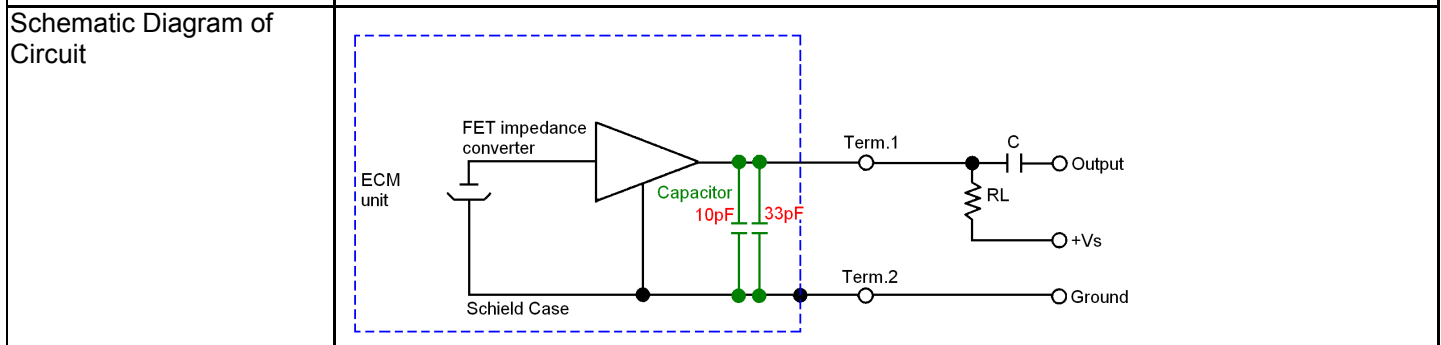 Schematic Diagram of
Circuit
FET impedance
converter
ECM
unit
Capacitor
10pF
33pF
Schield Case
Term.1
C
Output
RL
+Vs
Term.2
Ground